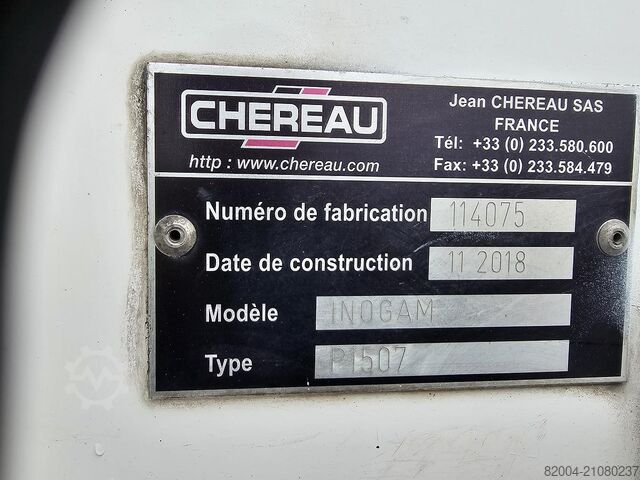 CHEREAU
http : www.chereau.com
Jean CHEREAU SAS
FRANCE
Tél: +33 (0) 233.580.600
Fax: +33 (0) 233.584.479
Numéro de fabrication 114075
Date de construction 11 2018
Modèle INOGAM
Type P1507
82004-21080237